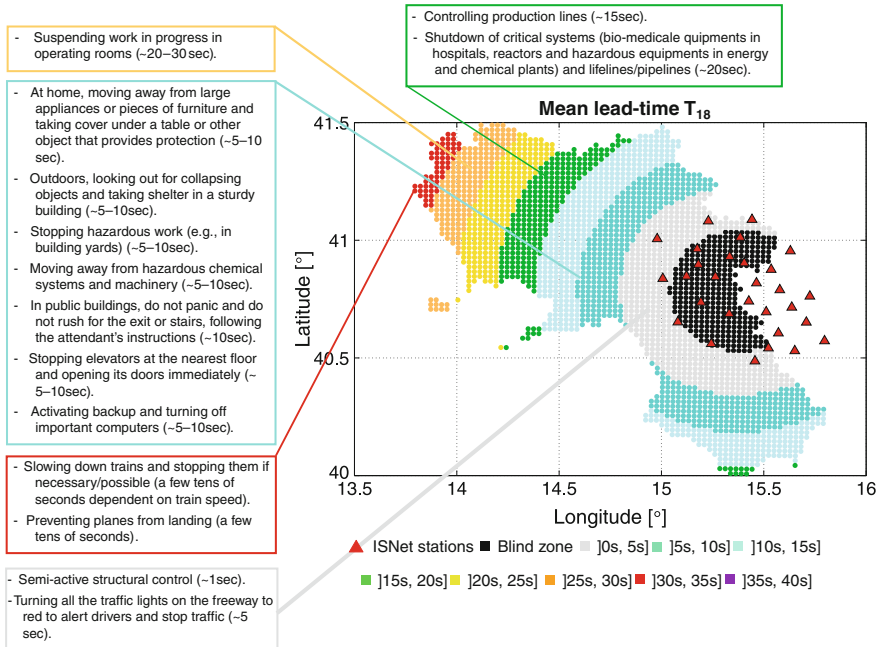 - Suspending work in progress in
operating rooms (~20–30sec).
- Controlling production lines (~15sec).
- Shutdown of critical systems (bio-medicale quipments in
hospitals, reactors and hazardous equipments in energy
and chemical plants) and lifelines/pipelines (~20sec).
- At home, moving away from large
appliances or pieces of furniture and
taking cover under a table or other
object that provides protection (~5–10
sec).
- Outdoors, looking out for collapsing
objects and taking shelter in a sturdy
building (~5–10sec).
- Stopping hazardous work (e.g., in
building yards) (~5–10sec).
- Moving away from hazardous chemical
systems and machinery (~5–10sec).
- In public buildings, do not panic and do
not rush for the exit or stairs, following
the attendant's instructions (~10sec).
- Stopping elevators at the nearest floor
and opening its doors immediately (~
5–10sec).
- Activating backup and turning off
important computers (~5–10sec).
- Slowing down trains and stopping them if
necessary/possible (a few tens of
seconds dependent on train speed).
- Preventing planes from landing (a few
tens of seconds).
- Semi-active structural control (~1sec).
-Turning all the traffic lights on the freeway to
red to alert drivers and stop traffic (~5
sec).
Mean lead-time T18
41.5
41
40.5
40
Latitude [°]
13.5 14 14.5 15 15.5 16
Longitude [°]
ISNet stations Blind zone ]0s, 5s] ]5s, 10s] ]10s, 15s]
]15s, 20s] ]20s, 25s] ]25s, 30s] ]30s, 35s] ]35s, 40s]